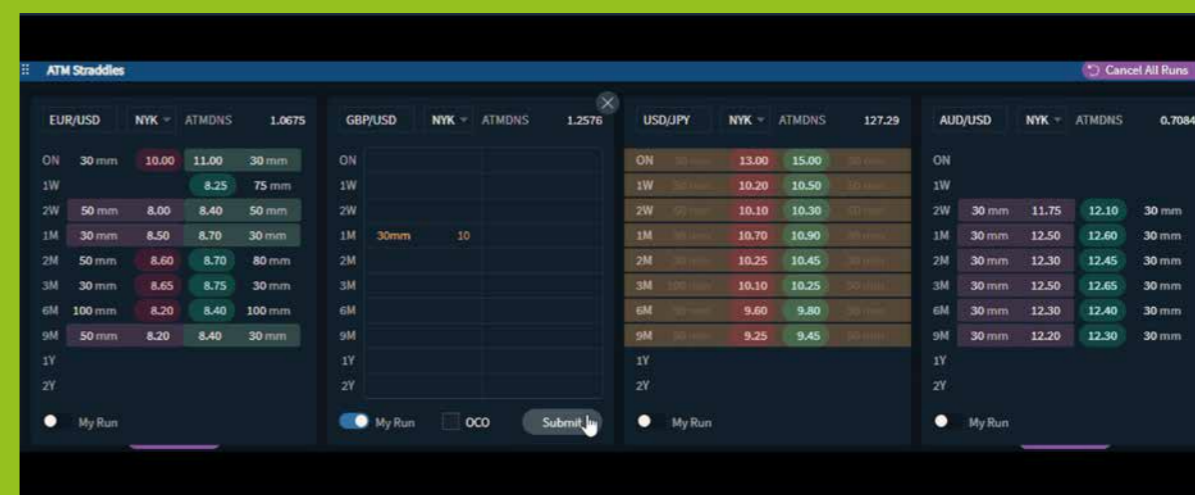 ATM Straddles
Cancel All Runs
EUR/USD NYK ATMDNS 1.0675
ON 30 mm 10.00 11.00 30 mm
1W 8.25 75 mm
2W 50 mm 8.00 8.40 50 mm
1M 30 mm 8.50 8.70 30 mm
2M 50 mm 8.60 8.70 80 mm
3M 30 mm 8.65 8.75 30 mm
6M 100 mm 8.20 8.40 100 mm
9M 50 mm 8.20 8.40 30 mm
1Y
2Y
My Run
GBP/USD NYK ATMDNS 1.2576
ON
1W
2W
1M 30mm 10
2M
3M
6M
9M
1Y
2Y
My Run OCO Submit
USD/JPY NYK ATMDNS 127.29
ON 13.00 15.00
1W 10.20 10.50
2W 10.10 10.30
1M 10.70 10.90
2M 10.25 10.45
3M 10.10 10.25
6M 9.60 9.80
9M 9.25 9.45
1Y
2Y
My Run
AUD/USD NYK ATMDNS 0.7084
ON
1W
2W 30 mm 11.75 12.10 30 mm
1M 30 mm 12.50 12.60 30 mm
2M 30 mm 12.30 12.45 30 mm
3M 30 mm 12.50 12.65 30 mm
6M 30 mm 12.30 12.40 30 mm
9M 30 mm 12.20 12.30 30 mm
1Y
2Y
My Run